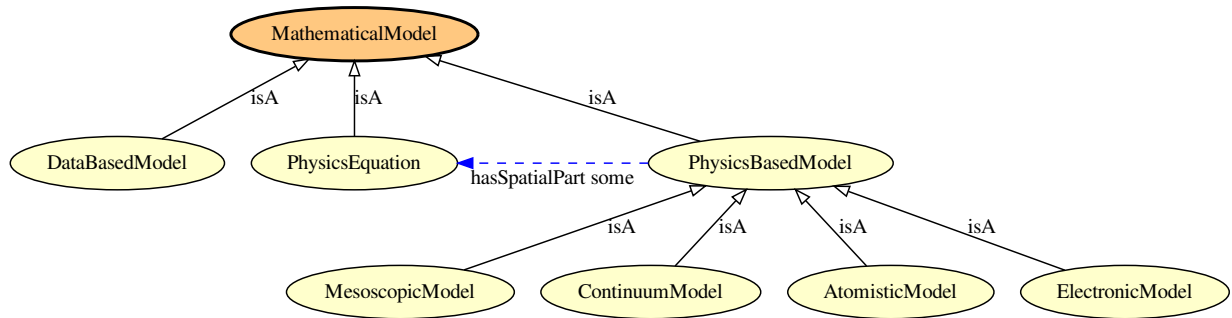 MathematicalModel
isA
isA
isA
DataBasedModel
PhysicsEquation
hasSpatialPart some
PhysicsBasedModel
isA
isA
isA
isA
MesoscopicModel
ContinuumModel
AtomisticModel
ElectronicModel